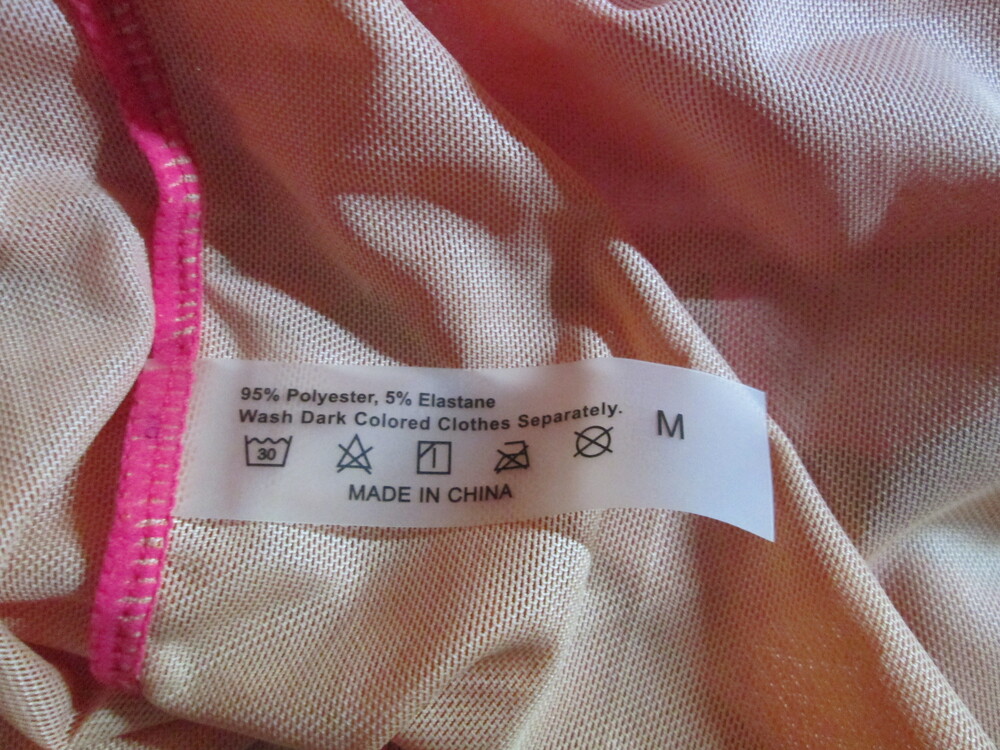 95% Polyester, 5% Elastane
Wash Dark Colored Clothes Separately.
M
30
MADE IN CHINA